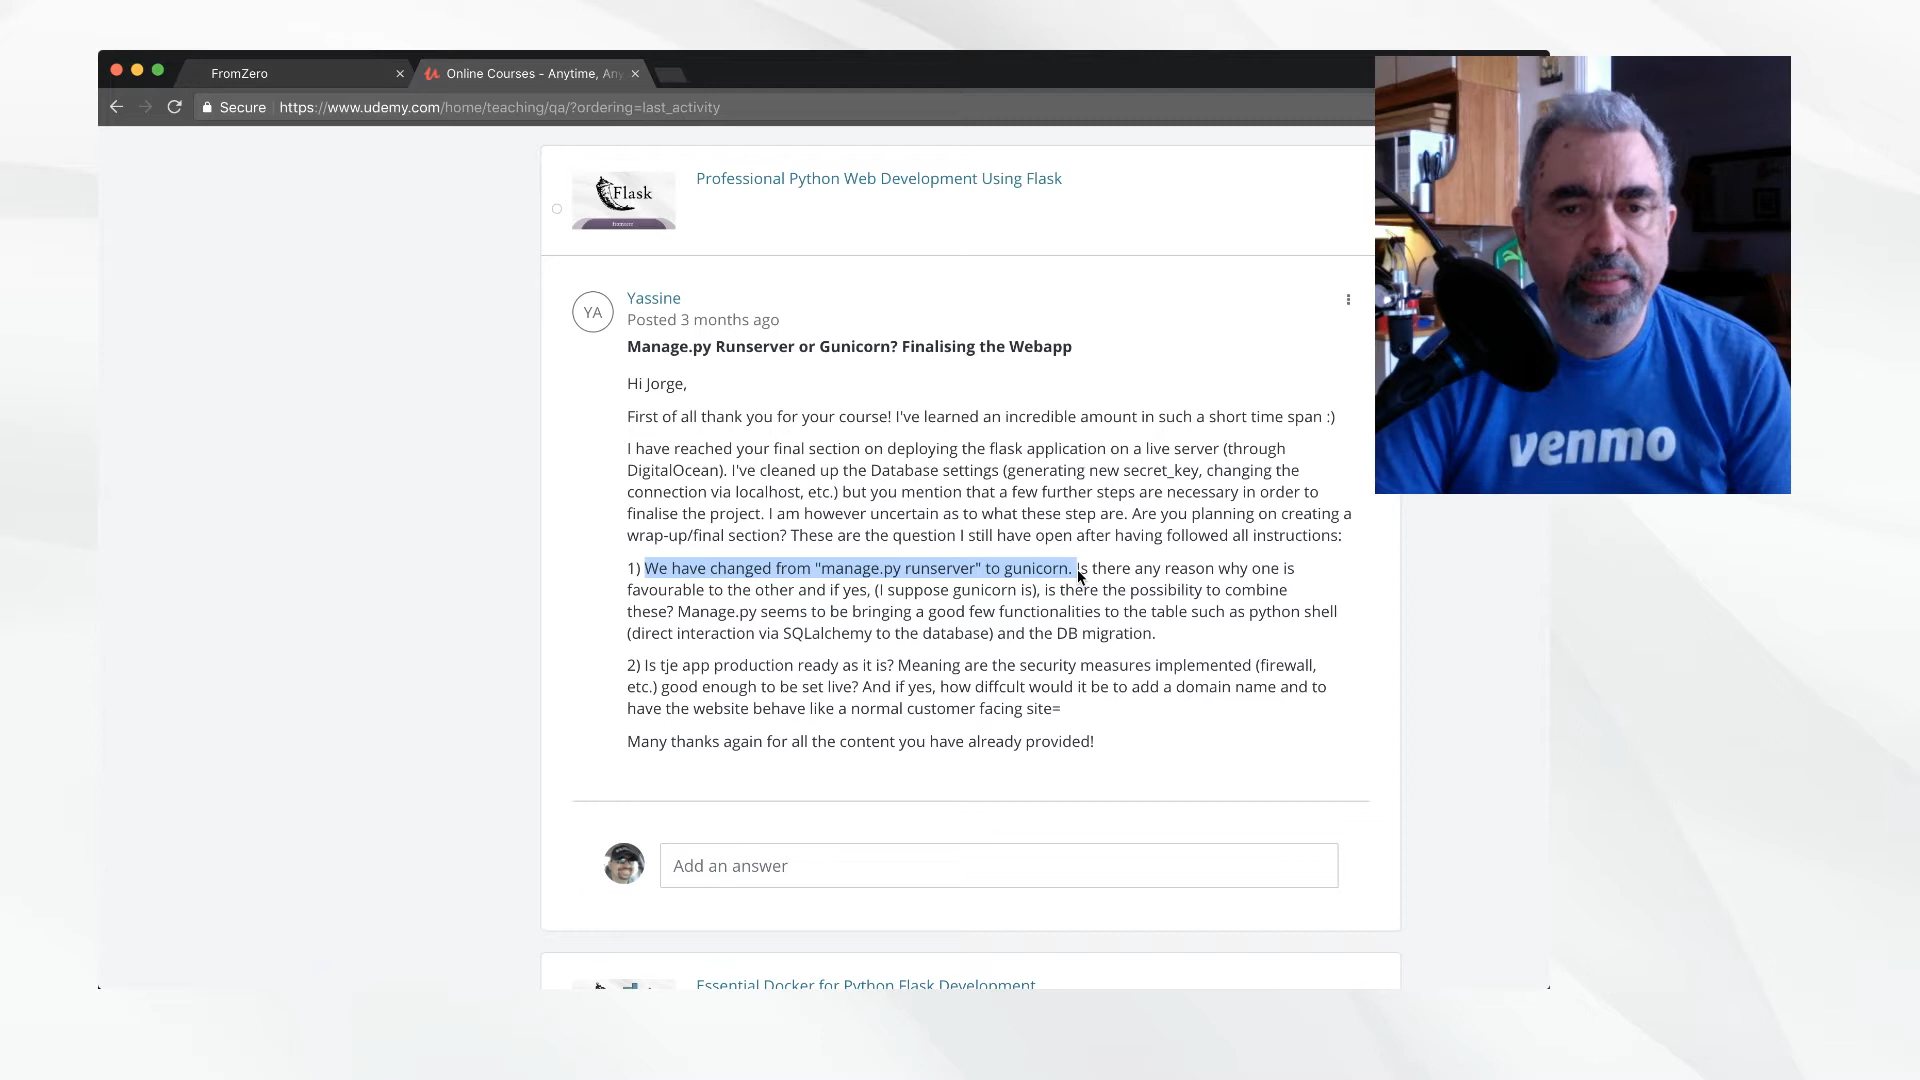 FromZero
Online Courses - Anytime, Any
Secure https://www.udemy.com/home/teaching/qa/?ordering=last_activity
Flask
Professional Python Web Development Using Flask
YA
Yassine
Posted 3 months ago
Manage.py Runserver or Gunicorn? Finalising the Webapp
Hi Jorge,
First of all thank you for your course! I've learned an incredible amount in such a short time span :)
I have reached your final section on deploying the flask application on a live server (through
DigitalOcean). I've cleaned up the Database settings (generating new secret_key, changing the
connection via localhost, etc.) but you mention that a few further steps are necessary in order to
finalise the project. I am however uncertain as to what these step are. Are you planning on creating a
wrap-up/final section? These are the question I still have open after having followed all instructions:
1) We have changed from "manage.py runserver" to gunicorn. Is there any reason why one is
favourable to the other and if yes, (I suppose gunicorn is), is there the possibility to combine
these? Manage.py seems to be bringing a good few functionalities to the table such as python shell
(direct interaction via SQLalchemy to the database) and the DB migration.
2) Is tje app production ready as it is? Meaning are the security measures implemented (firewall,
etc.) good enough to be set live? And if yes, how diffcult would it be to add a domain name and to
have the website behave like a normal customer facing site=
Many thanks again for all the content you have already provided!
Add an answer
Essential Docker for Python Flask Development
venmo